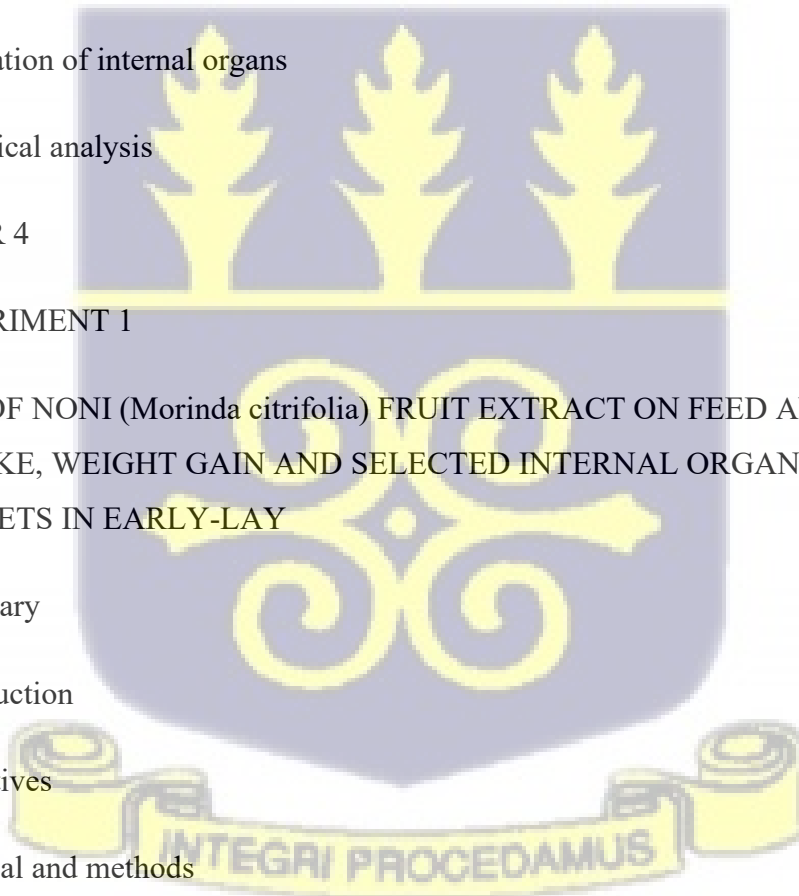 ation of internal organs
ical analysis
R 4
RIMENT 1
OF NONI (Morinda citrifolia) FRUIT EXTRACT ON FEED A
KE, WEIGHT GAIN AND SELECTED INTERNAL ORGAN
ETS IN EARLY-LAY
ary
uction
tives
al and methods
INTEGRI PROCEDAMUS